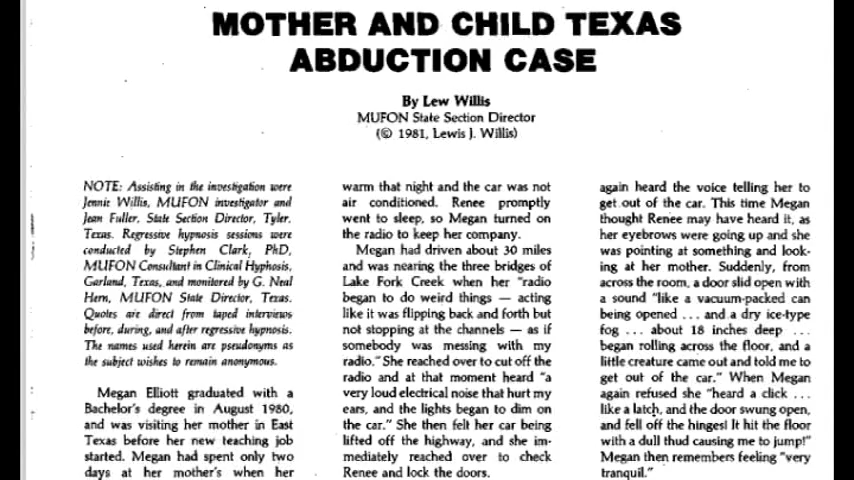 MOTHER AND CHILD TEXAS
ABDUCTION CASE
By Lew Willis
MUFON State Section Director
(© 1981, Lewis J. Willis)
NOTE: Assisting in the investigation were
Jennie Willis, MUFON investigator and
Jean Fuller, State Section Director, Tyler,
Texas. Regressive hypnosis sessions were
conducted by Stephen Clark, PhD,
MUFON Consultant in Clinical Hyphosis,
Garland, Texas, and monitored by G. Neal
Hern, MUFON State Director, Texas.
Quotes are direct from taped interviews
before, during, and after regressive hypnosis.
The names used herein are pseudonyms as
the subject wishes to remain anonymous.
Megan Elliott graduated with a
Bachelor's degree in August 1980,
and was visiting her mother in East
Texas before her new teaching job
started. Megan had spent only two
days at her mother's when her
warm that night and the car was not
air conditioned. Renee promptly
went to sleep, so Megan turned on
the radio to keep her company.
Megan had driven about 30 miles
and was nearing the three bridges of
Lake Fork Creek when her "radio
began to do weird things — acting
like it was flipping back and forth but
not stopping at the channels — as if
somebody was messing with my
radio." She reached over to cut off the
radio and at that moment heard "a
very loud electrical noise that hurt my
ears, and the lights began to dim on
the car." She then felt her car being
lifted off the highway, and she im-
mediately reached over to check
Renee and lock the doors.
again heard the voice telling her to
get out of the car. This time Megan
thought Renee may have heard it, as
her eyebrows were going up and she
was pointing at something and look-
ing at her mother. Suddenly, from
across the room, a door slid open with
a sound "like a vacuum-packed can
being opened ... and a dry ice-type
fog ... about 18 inches deep ...
began rolling across the floor, and a
little creature came out and told me to
get out of the car." When Megan
again refused she "heard a click ...
like a latch, and the door swung open,
and fell off the hinges! It hit the floor
with a dull thud causing me to jump!"
Megan then remembers feeling "very
tranquil."